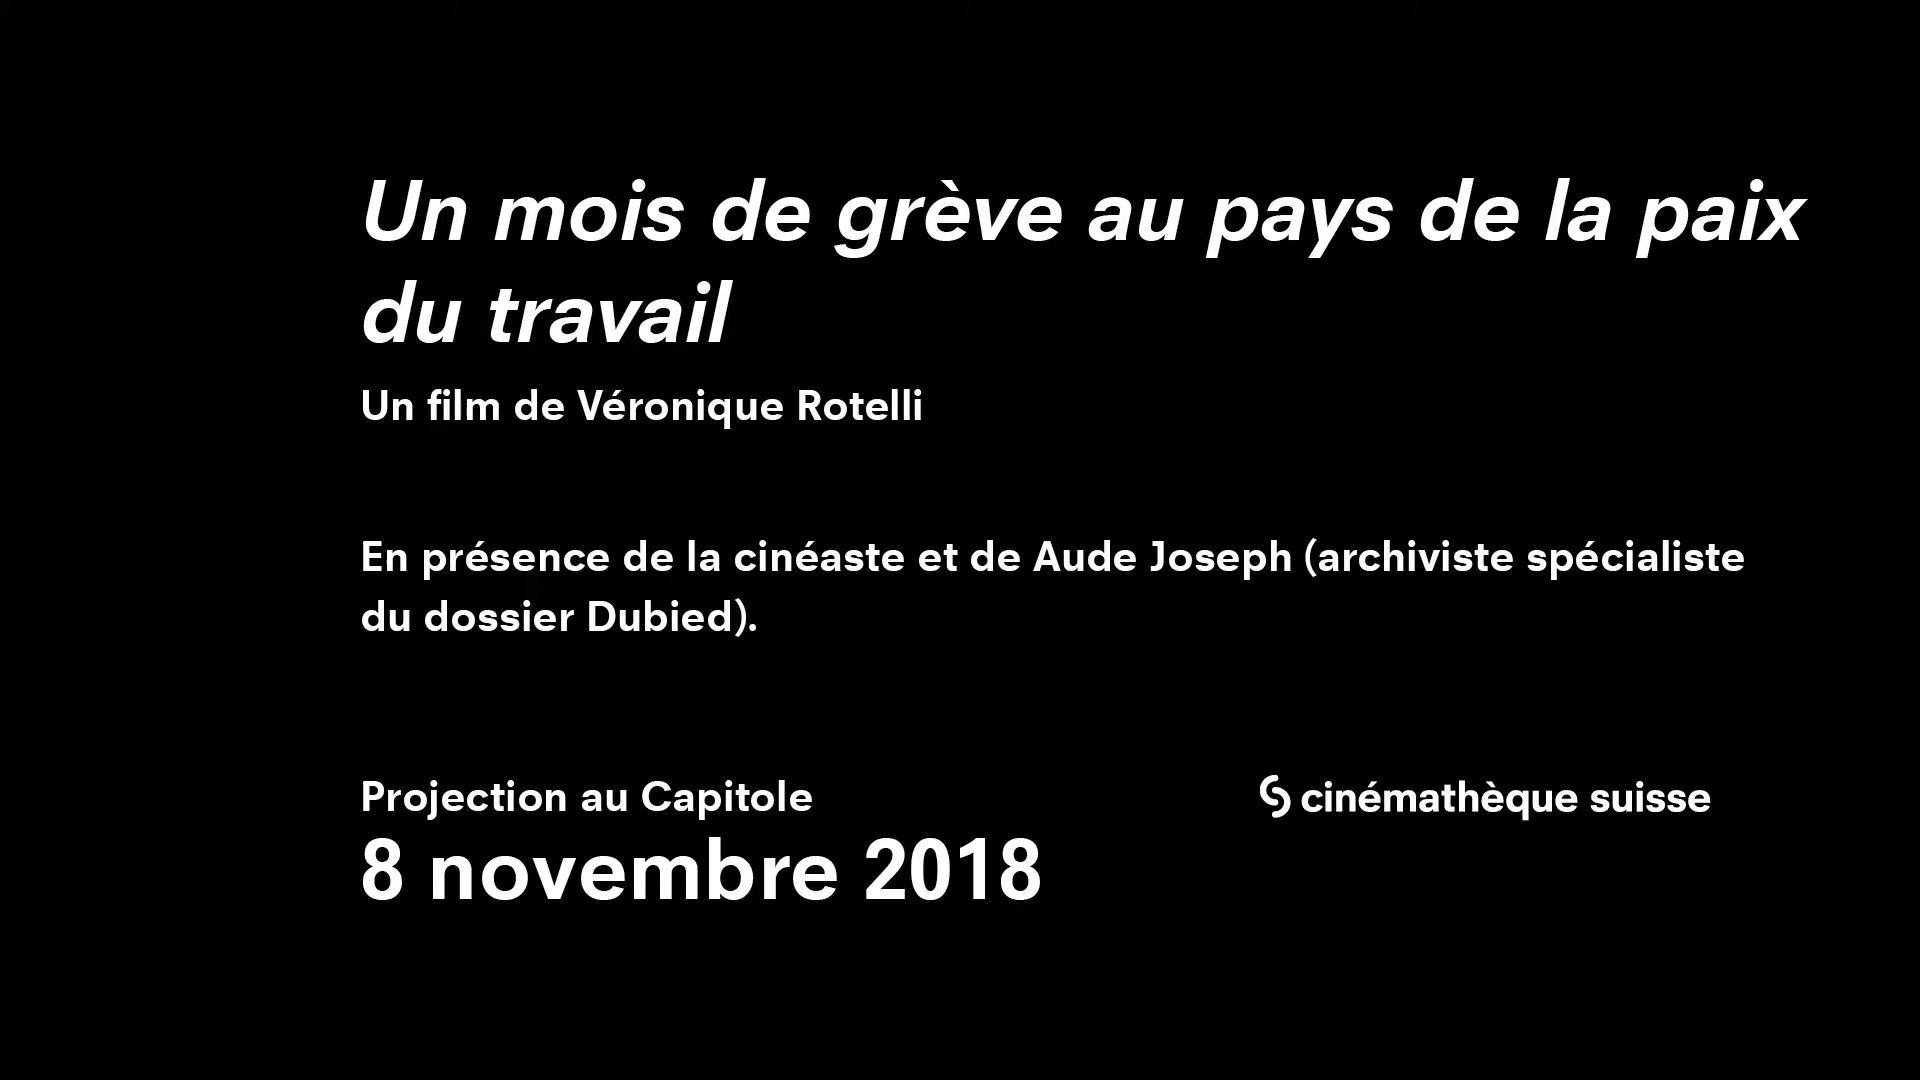 Un mois de grève au pays de la paix
du travail
Un film de Véronique Rotelli
En présence de la cinéaste et de Aude Joseph (archiviste spécialiste
du dossier Dubied).
Projection au Capitole
8 novembre 2018
cinémathèque suisse